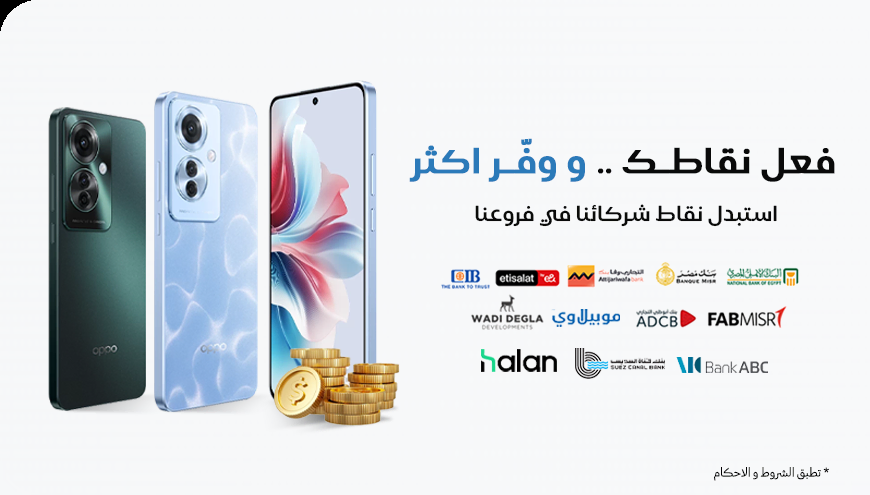 فعل نقاطـك .. و وفّـر اكثر
استبدل نقاط شركائنا في فروعنا
CIB
THE BANK TO TRUST
etisalat by e&
التجاري وفا بنك
Attijariwafa bank
بنك مصر
BANQUE MISR
البنك الأهلي المصري
NATIONAL BANK OF EGYPT
WADI DEGLA
DEVELOPMENTS
موبيلاوي
بنك أبوظبي التجاري
ADCB
FABMISR
halan
بنك قناة السويس
SUEZ CANAL BANK
Bank ABC
oppo
oppo
* تطبق الشروط و الاحكام